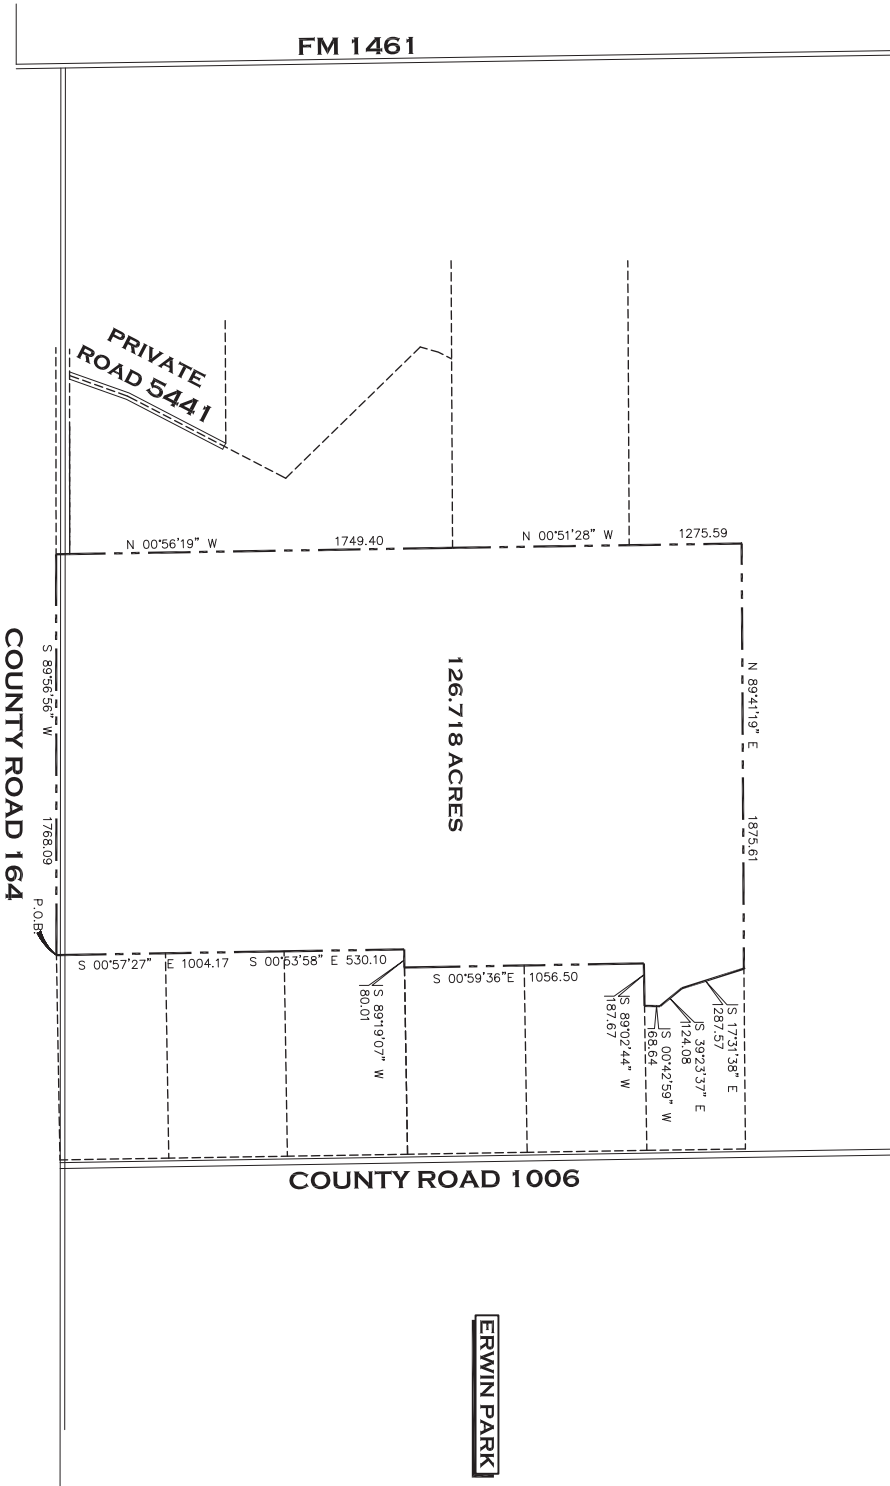 FM 1461
PRIVATE
ROAD 5441
N 00°56'19" W
1749.40
N 00°51'28" W
1275.59
COUNTY ROAD 164
S 89°56'56" W
1768.09
P.O.B.
126.718 ACRES
N 89°41'19" E
1875.61
S 00°57'27" E 1004.17
S 00°53'58" E 530.10
S 89°19'07" W
80.01
S 00°59'36"E
1056.50
S 89°02'44" W
187.67
S 00°42'59" W
68.64
S 39°23'37" E
124.08
S 17°31'38" E
287.57
COUNTY ROAD 1006
ERWIN PARK